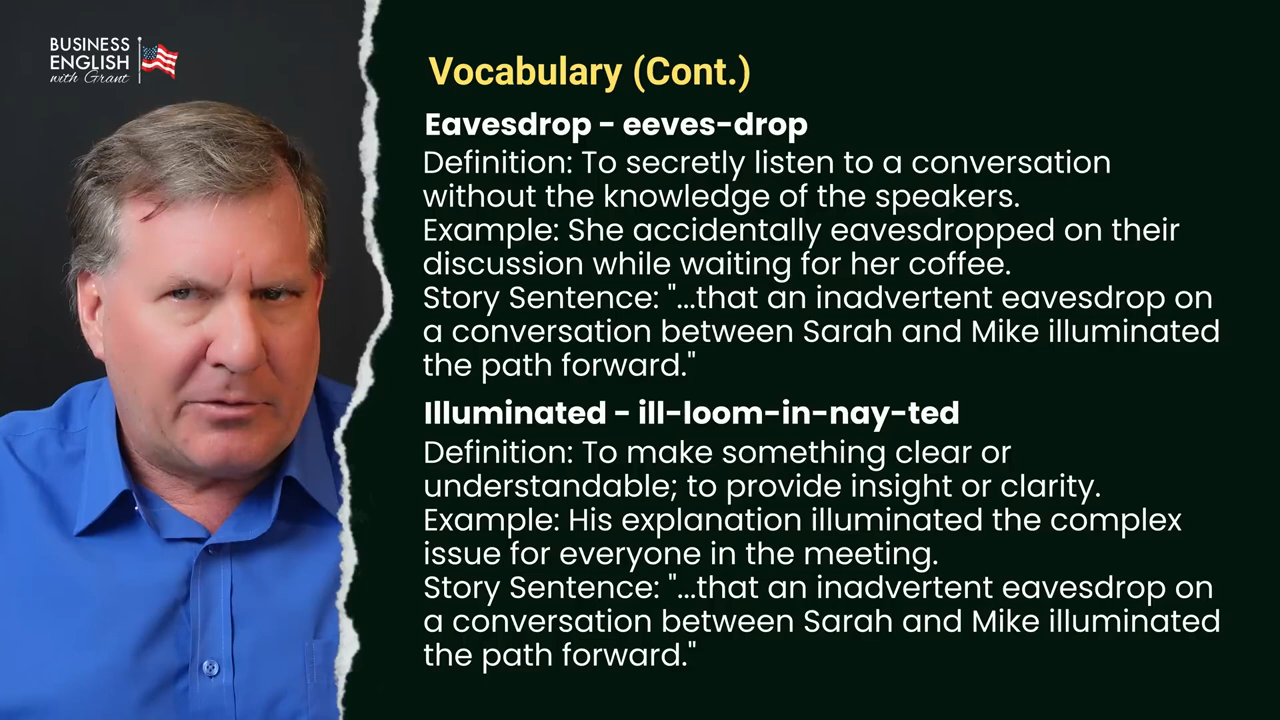 BUSINESS
ENGLISH
with Grant
Vocabulary (Cont.)
Eavesdrop - eeves-drop
Definition: To secretly listen to a conversation
without the knowledge of the speakers.
Example: She accidentally eavesdropped on their
discussion while waiting for her coffee.
Story Sentence: "...that an inadvertent eavesdrop on
a conversation between Sarah and Mike illuminated
the path forward."
Illuminated - ill-loom-in-nay-ted
Definition: To make something clear or
understandable; to provide insight or clarity.
Example: His explanation illuminated the complex
issue for everyone in the meeting.
Story Sentence: "...that an inadvertent eavesdrop on
a conversation between Sarah and Mike illuminated
the path forward."